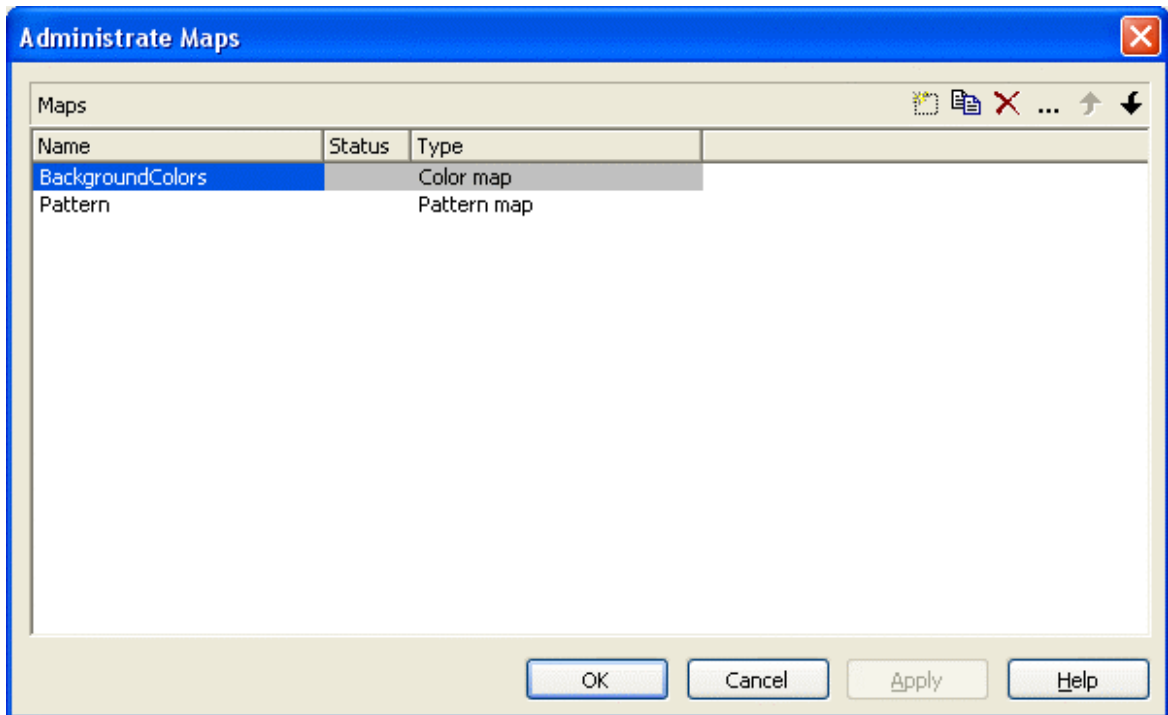 Administrate Maps
Maps ...
Name Status Type
BackgroundColors Color map
Pattern Pattern map
OK Cancel Apply Help